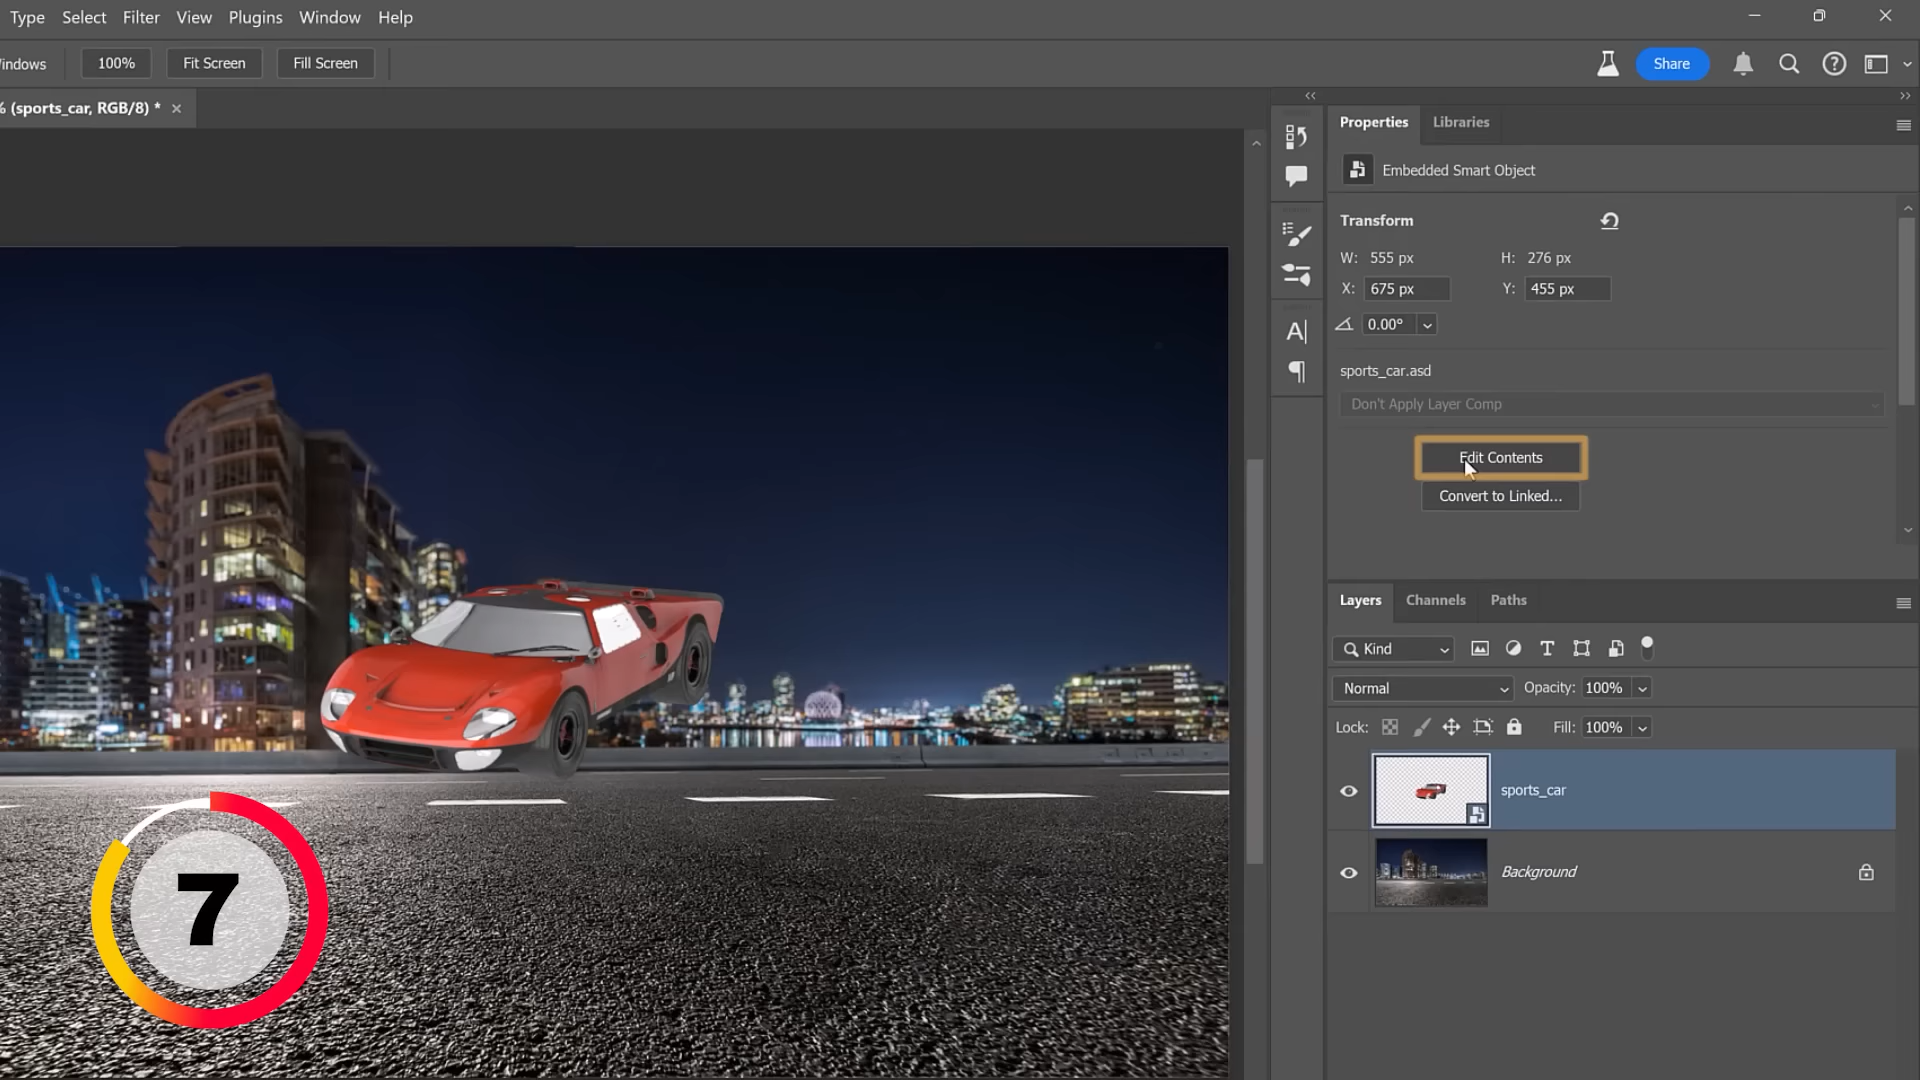 Type Select Filter View Plugins Window Help
indows 100% Fit Screen Fill Screen Share
% (sports_car, RGB/8) *
Properties Libraries
Embedded Smart Object
Transform
W: 555 px H: 276 px
X: 675 px Y: 455 px
0.00°
sports_car.asd
Don't Apply Layer Comp
Edit Contents
Convert to Linked...
Layers Channels Paths
Kind
Normal Opacity: 100%
Lock: Fill: 100%
sports_car
Background
7